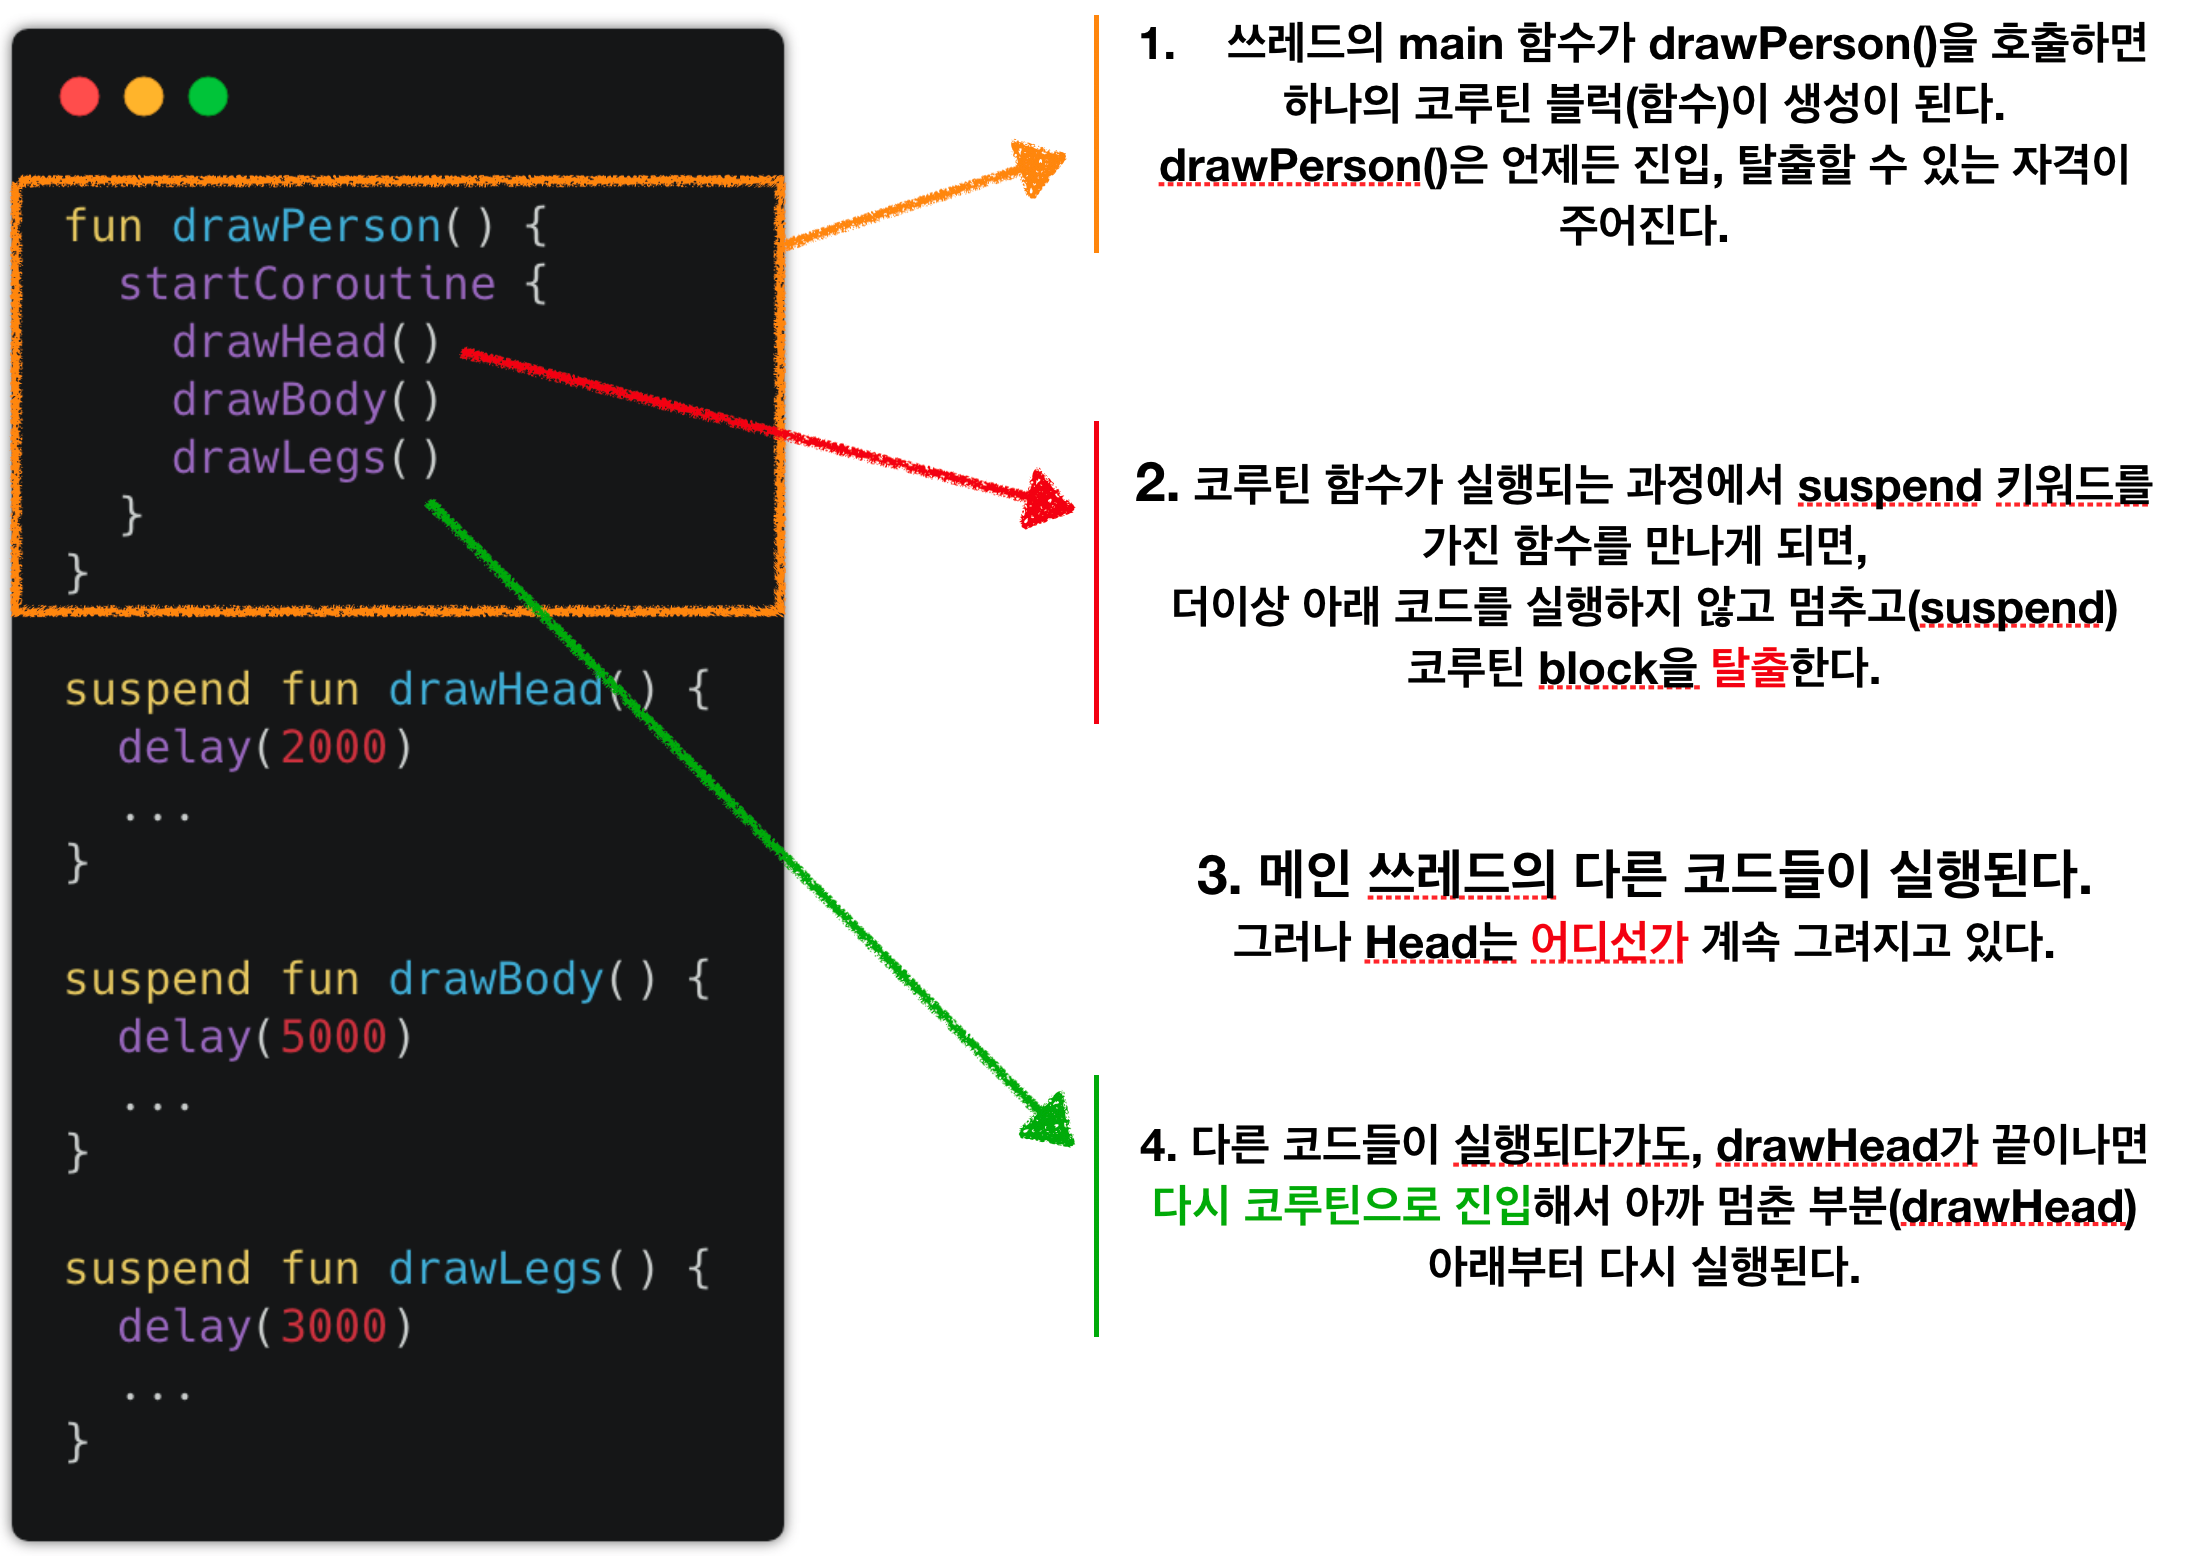 fun drawPerson() {
startCoroutine {
drawHead()
drawBody()
drawLegs()
}
}
suspend fun drawHead() {
delay(2000)
...
}
suspend fun drawBody() {
delay(5000)
...
}
suspend fun drawLegs() {
delay(3000)
...
}
1. 쓰레드의 main 함수가 drawPerson()을 호출하면
하나의 코루틴 블럭(함수)이 생성이 된다.
drawPerson()은 언제든 진입, 탈출할 수 있는 자격이
주어진다.
2. 코루틴 함수가 실행되는 과정에서 suspend 키워드를
가진 함수를 만나게 되면,
더이상 아래 코드를 실행하지 않고 멈추고(suspend)
코루틴 block을 탈출한다.
3. 메인 쓰레드의 다른 코드들이 실행된다.
그러나 Head는 어디선가 계속 그려지고 있다.
4. 다른 코드들이 실행되다가도, drawHead가 끝이나면
다시 코루틴으로 진입해서 아까 멈춘 부분(drawHead)
아래부터 다시 실행된다.